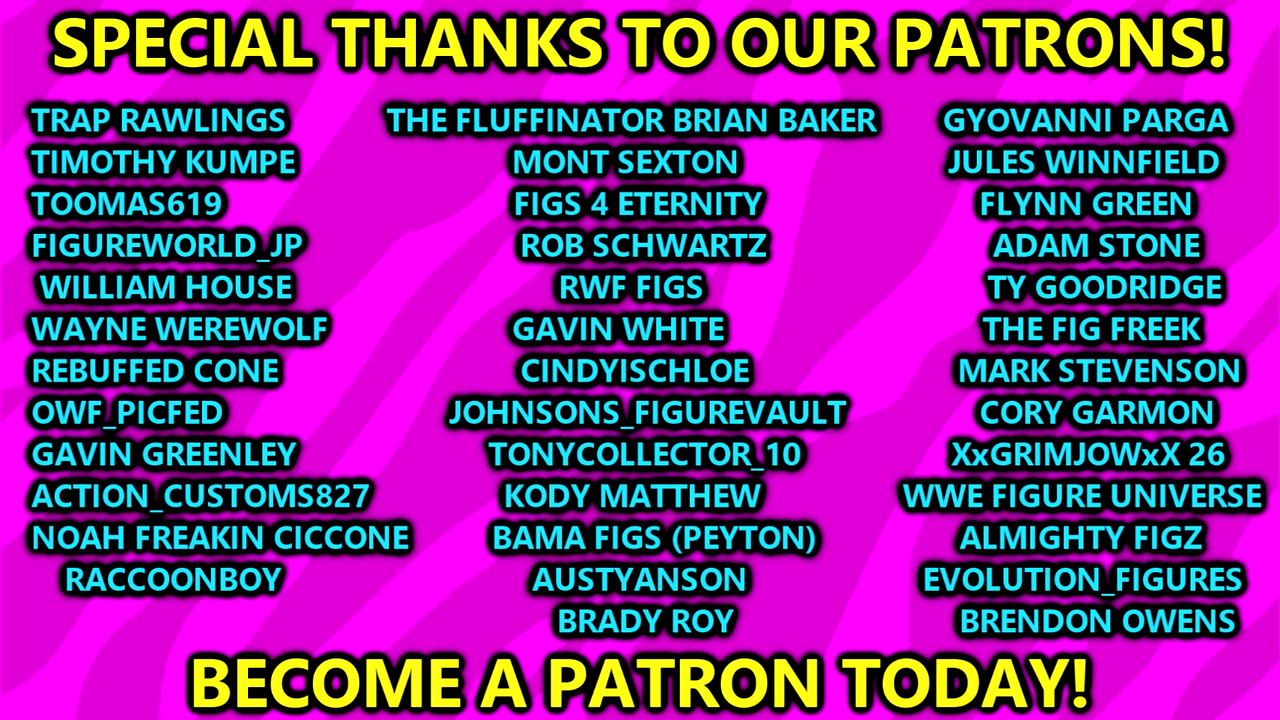 SPECIAL THANKS TO OUR PATRONS!
TRAP RAWLINGS
TIMOTHY KUMPE
TOOMAS619
FIGUREWORLD_JP
WILLIAM HOUSE
WAYNE WEREWOLF
REBUFFED CONE
OWF_PICFED
GAVIN GREENLEY
ACTION_CUSTOMS827
NOAH FREAKIN CICCONE
RACCOONBOY
THE FLUFFINATOR BRIAN BAKER
MONT SEXTON
FIGS 4 ETERNITY
ROB SCHWARTZ
RWF FIGS
GAVIN WHITE
CINDYISCHLOE
JOHNSONS_FIGUREVAULT
TONYCOLLECTOR_10
KODY MATTHEW
BAMA FIGS (PEYTON)
AUSTYANSON
BRADY ROY
GYOVANNI PARGA
JULES WINNFIELD
FLYNN GREEN
ADAM STONE
TY GOODRIDGE
THE FIG FREEK
MARK STEVENSON
CORY GARMON
XxGRIMJOWxX 26
WWE FIGURE UNIVERSE
ALMIGHTY FIGZ
EVOLUTION_FIGURES
BRENDON OWENS
BECOME A PATRON TODAY!